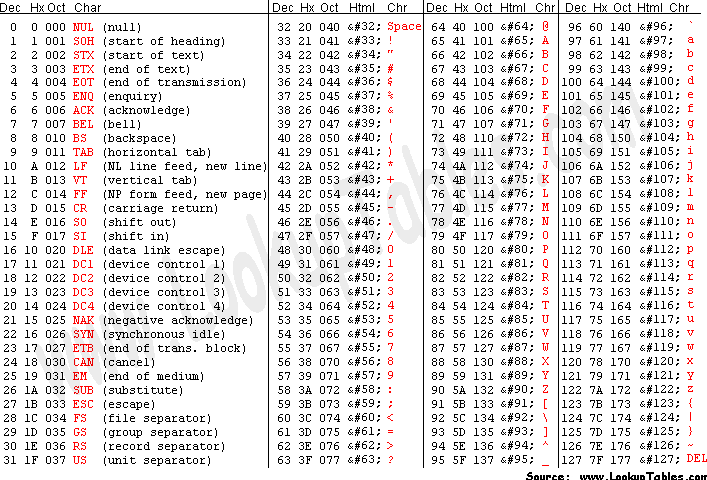 Dec Hx Oct Char Dec Hx Oct Html Chr Dec Hx Oct Html Chr Dec Hx Oct Html Chr
0 0 000 NUL (null) 32 20 040 &#32; Space 64 40 100 &#64; @ 96 60 140 &#96; `
1 1 001 SOH (start of heading) 33 21 041 &#33; ! 65 41 101 &#65; A 97 61 141 &#97; a
2 2 002 STX (start of text) 34 22 042 &#34; " 66 42 102 &#66; B 98 62 142 &#98; b
3 3 003 ETX (end of text) 35 23 043 &#35; # 67 43 103 &#67; C 99 63 143 &#99; c
4 4 004 EOT (end of transmission) 36 24 044 &#36; $ 68 44 104 &#68; D 100 64 144 &#100; d
5 5 005 ENQ (enquiry) 37 25 045 &#37; % 69 45 105 &#69; E 101 65 145 &#101; e
6 6 006 ACK (acknowledge) 38 26 046 &#38; & 70 46 106 &#70; F 102 66 146 &#102; f
7 7 007 BEL (bell) 39 27 047 &#39; ' 71 47 107 &#71; G 103 67 147 &#103; g
8 8 010 BS (backspace) 40 28 050 &#40; ( 72 48 110 &#72; H 104 68 150 &#104; h
9 9 011 TAB (horizontal tab) 41 29 051 &#41; ) 73 49 111 &#73; I 105 69 151 &#105; i
10 A 012 LF (NL line feed, new line) 42 2A 052 &#42; * 74 4A 112 &#74; J 106 6A 152 &#106; j
11 B 013 VT (vertical tab) 43 2B 053 &#43; + 75 4B 113 &#75; K 107 6B 153 &#107; k
12 C 014 FF (NP form feed, new page) 44 2C 054 &#44; , 76 4C 114 &#76; L 108 6C 154 &#108; l
13 D 015 CR (carriage return) 45 2D 055 &#45; - 77 4D 115 &#77; M 109 6D 155 &#109; m
14 E 016 SO (shift out) 46 2E 056 &#46; . 78 4E 116 &#78; N 110 6E 156 &#110; n
15 F 017 SI (shift in) 47 2F 057 &#47; / 79 4F 117 &#79; O 111 6F 157 &#111; o
16 10 020 DLE (data link escape) 48 30 060 &#48; 0 80 50 120 &#80; P 112 70 160 &#112; p
17 11 021 DC1 (device control 1) 49 31 061 &#49; 1 81 51 121 &#81; Q 113 71 161 &#113; q
18 12 022 DC2 (device control 2) 50 32 062 &#50; 2 82 52 122 &#82; R 114 72 162 &#114; r
19 13 023 DC3 (device control 3) 51 33 063 &#51; 3 83 53 123 &#83; S 115 73 163 &#115; s
20 14 024 DC4 (device control 4) 52 34 064 &#52; 4 84 54 124 &#84; T 116 74 164 &#116; t
21 15 025 NAK (negative acknowledge) 53 35 065 &#53; 5 85 55 125 &#85; U 117 75 165 &#117; u
22 16 026 SYN (synchronous idle) 54 36 066 &#54; 6 86 56 126 &#86; V 118 76 166 &#118; v
23 17 027 ETB (end of trans. block) 55 37 067 &#55; 7 87 57 127 &#87; W 119 77 167 &#119; w
24 18 030 CAN (cancel) 56 38 070 &#56; 8 88 58 130 &#88; X 120 78 170 &#120; x
25 19 031 EM (end of medium) 57 39 071 &#57; 9 89 59 131 &#89; Y 121 79 171 &#121; y
26 1A 032 SUB (substitute) 58 3A 072 &#58; : 90 5A 132 &#90; Z 122 7A 172 &#122; z
27 1B 033 ESC (escape) 59 3B 073 &#59; ; 91 5B 133 &#91; [ 123 7B 173 &#123; {
28 1C 034 FS (file separator) 60 3C 074 &#60; < 92 5C 134 &#92; \ 124 7C 174 &#124; |
29 1D 035 GS (group separator) 61 3D 075 &#61; = 93 5D 135 &#93; ] 125 7D 175 &#125; }
30 1E 036 RS (record separator) 62 3E 076 &#62; > 94 5E 136 &#94; ^ 126 7E 176 &#126; ~
31 1F 037 US (unit separator) 63 3F 077 &#63; ? 95 5F 137 &#95; _ 127 7F 177 &#127; DEL
Source: www.LookupTables.com